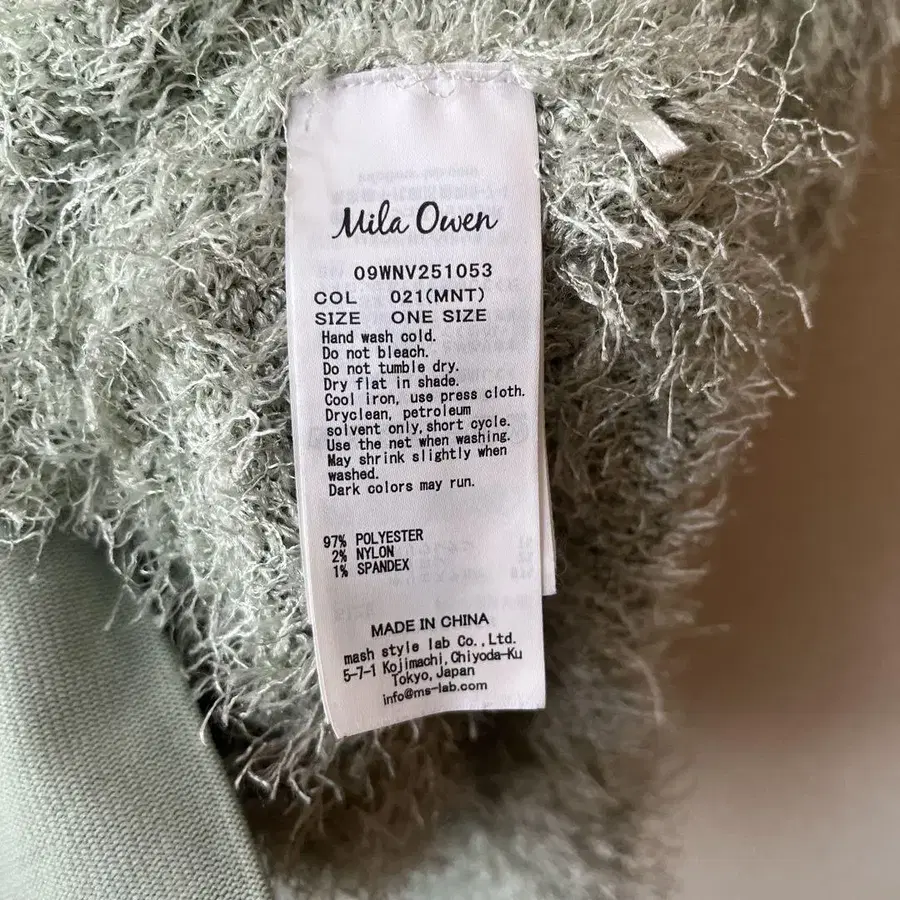 Mila Owen
09WNV251053
COL 021(MNT)
SIZE ONE SIZE
Hand wash cold.
Do not bleach.
Do not tumble dry.
Dry flat in shade.
Cool iron, use press cloth.
Dryclean, petroleum
solvent only, short cycle.
Use the net when washing.
May shrink slightly when
washed.
Dark colors may run.
97% POLYESTER
2% NYLON
1% SPANDEX
MADE IN CHINA
mash style lab Co.,Ltd.
5-7-1 Kojimachi,Chiyoda-Ku
Tokyo,Japan
info@ms-lab.com